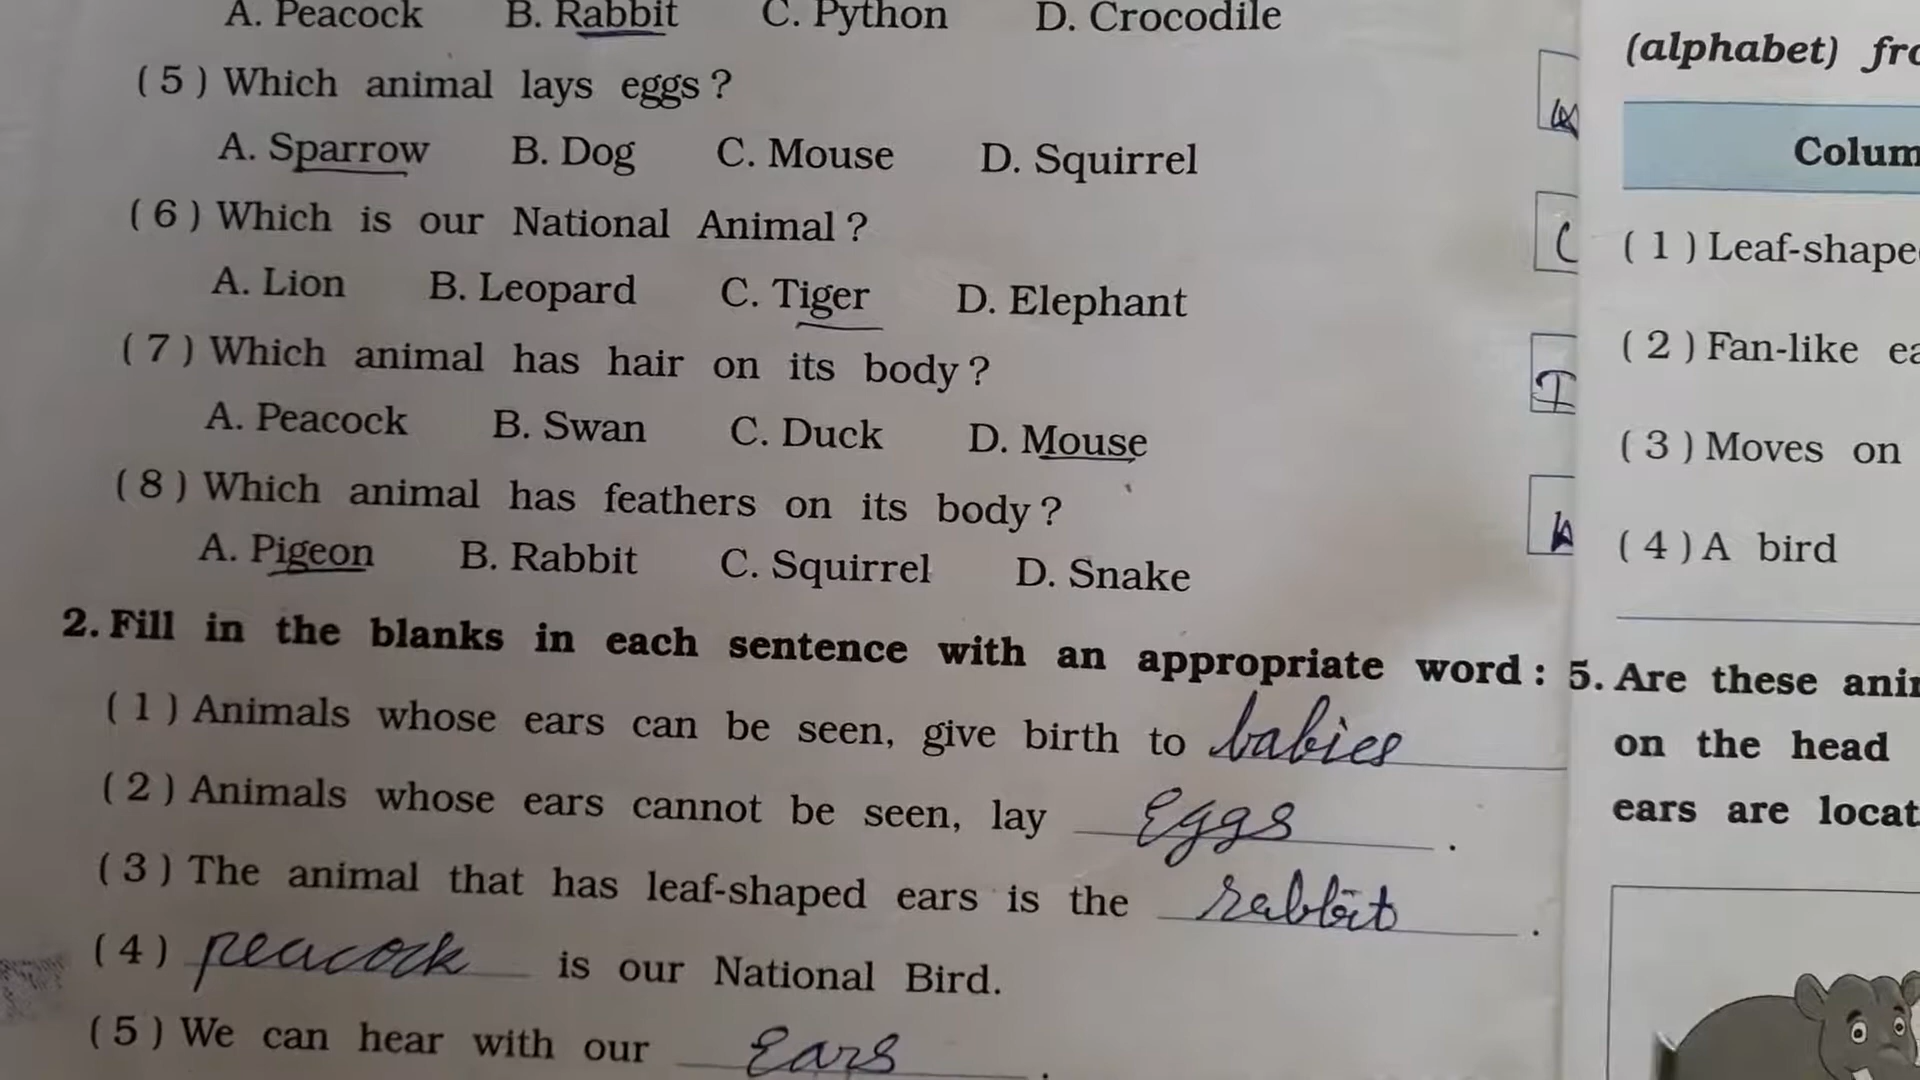 A. Peacock B. Rabbit C. Python D. Crocodile
( 5 ) Which animal lays eggs ?
A. Sparrow B. Dog C. Mouse D. Squirrel
( 6 ) Which is our National Animal ?
C
A. Lion B. Leopard C. Tiger D. Elephant
( 7 ) Which animal has hair on its body ?
A. Peacock B. Swan C. Duck D. Mouse
( 8 ) Which animal has feathers on its body ?
A. Pigeon B. Rabbit C. Squirrel D. Snake
2. Fill in the blanks in each sentence with an appropriate word :
( 1 ) Animals whose ears can be seen, give birth to babies
( 2 ) Animals whose ears cannot be seen, lay Eggs .
( 3 ) The animal that has leaf-shaped ears is the rabbit .
( 4 ) peacock is our National Bird.
( 5 ) We can hear with our Ears .
(alphabet)
( 1 ) Leaf-shape
( 2 ) Fan-like
( 3 ) Moves on
( 4 ) A bird
5. Are these
on the head
ears are